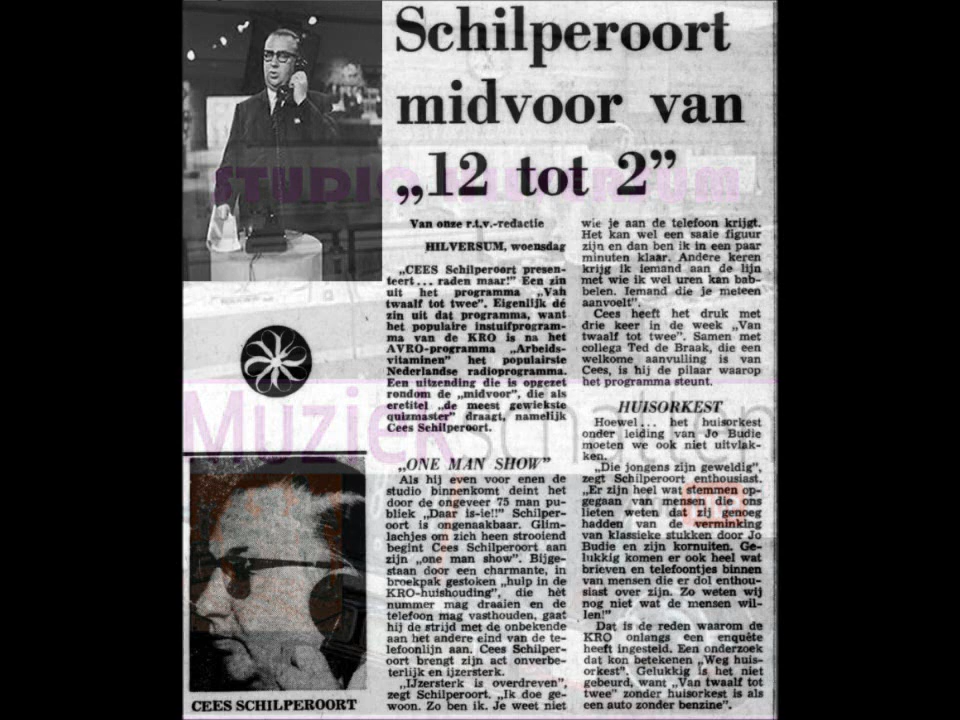 Schilperoort
midvoor van
„12 tot 2”
STUDIO
Muziekschatten
Van onze r.t.v.-redactie
HILVERSUM, woensdag
„CEES Schilperoort presen-
teert... raden maar!” Een zin
uit het programma „Van
twaalf tot twee”. Eigenlijk dé
zin uit dat programma, want
het populaire instuifprogram-
ma van de KRO is na het
AVRO-programma „Arbeids-
vitaminen” het populairste
Nederlandse radioprogramma.
Een uitzending die is opgezet
rondom de „midvoor”, die als
eretitel „de meest gewiekste
quizmaster” draagt, namelijk
Cees Schilperoort.
„ONE MAN SHOW”
Als hij even voor enen de
studio binnenkomt deint het
door de ongeveer 75 man pu-
bliek „Daar is-ie!!” Schilper-
oort is ongenaakbaar. Glim-
lachjes om zich heen strooiend
begint Cees Schilperoort aan
zijn „one man show”. Bijge-
staan door een charmante, in
broekpak gestoken „hulp in de
KRO-huishouding”, die hèt
nummer mag draaien en de
telefoon mag vasthouden, gaat
hij de strijd met de onbekende
aan het andere eind van de te-
lefoonlijn aan. Cees Schilper-
oort brengt zijn act onverbe-
terlijk en ijzersterk.
„IJzersterk is overdreven”,
zegt Schilperoort. „Ik doe ge-
woon. Zo ben ik. Je weet niet
wie je aan de telefoon krijgt.
Het kan wel een saaie figuur
zijn en dan ben ik in een paar
minuten klaar. Andere keren
krijg ik iemand aan de lijn
met wie ik wel uren kan bab-
belen. Iemand die je meteen
aanvoelt”.
Cees heeft het druk met
drie keer in de week „Van
twaalf tot twee”. Samen met
collega Ted de Braak, die een
welkome aanvulling is van
Cees, is hij de pilaar waarop
het programma steunt.
HUISORKEST
Hoewel... het huisorkest
onder leiding van Jo Budie
moeten we ook niet uitvlak-
ken.
„Die jongens zijn geweldig”,
zegt Schilperoort enthousiast.
„Er zijn heel wat stemmen op-
gegaan van mensen die ons
lieten weten dat zij genoeg
hadden van de verminking
van klassieke stukken door Jo
Budie en zijn kornuiten. Ge-
lukkig komen er ook heel wat
brieven en telefoontjes binnen
van mensen die er dol enthou-
siast over zijn. Zo weten wij
nog niet wat de mensen wil-
len!”
Dat is de reden waarom de
KRO onlangs een enquête
heeft ingesteld. Een onderzoek
dat kon betekenen „Weg huis-
orkest”. Gelukkig is het niet
gebeurd, want „Van twaalf tot
twee” zonder huisorkest is als
een auto zonder benzine”.
CEES SCHILPEROORT